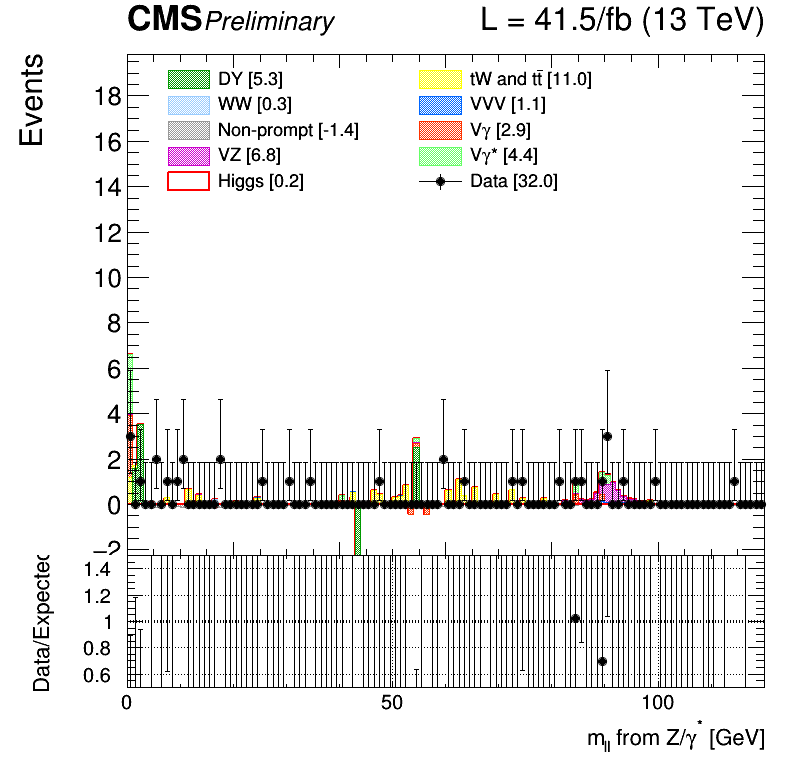 CMS Preliminary L = 41.5/fb (13 TeV)
Events
DY [5.3]
WW [0.3]
Non-prompt [-1.4]
VZ [6.8]
Higgs [0.2]
tW and tt̄ [11.0]
VVV [1.1]
Vγ [2.9]
Vγ* [4.4]
Data [32.0]
18
16
14
12
10
8
6
4
2
0
−2
Data/Expected
1.4
1.2
1
0.8
0.6
0 50 100
m_ll from Z/γ* [GeV]